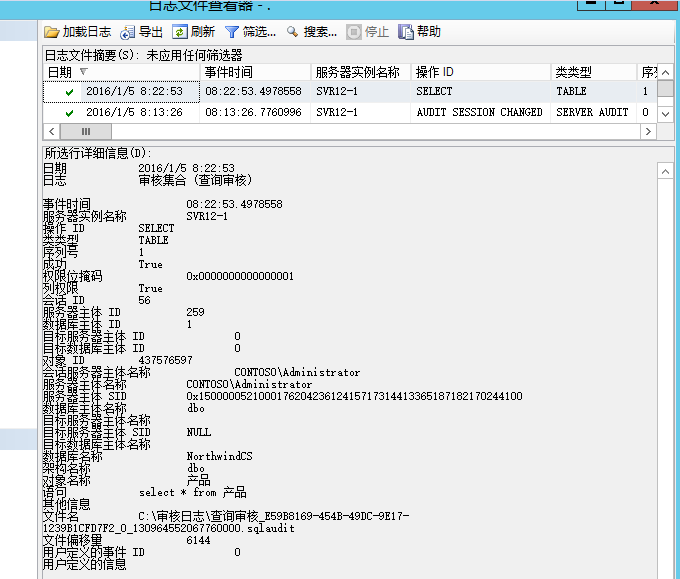 日志文件查看器 - .
加载日志 导出 刷新 筛选... 搜索... 停止 帮助
日志文件摘要(S): 未应用任何筛选器
日期 事件时间 服务器实例名称 操作 ID 类类型 序列
2016/1/5 8:22:53 08:22:53.4978558 SVR12-1 SELECT TABLE 1
2016/1/5 8:13:26 08:13:26.7760996 SVR12-1 AUDIT SESSION CHANGED SERVER AUDIT 0
所选行详细信息(D):
日期 2016/1/5 8:22:53
日志 审核集合 (查询审核)
事件时间 08:22:53.4978558
服务器实例名称 SVR12-1
操作 ID SELECT
类类型 TABLE
序列号 1
成功 True
权限位掩码 0x0000000000000001
列权限 True
会话 ID 56
服务器主体 ID 259
数据库主体 ID 1
目标服务器主体 ID 0
目标数据库主体 ID 0
对象 ID 437576597
会话服务器主体名称 CONTOSO\Administrator
服务器主体名称 CONTOSO\Administrator
服务器主体 SID 0x1500000521000176204236124157173144133651871821702441​00
数据库主体名称 dbo
目标服务器主体名称
目标服务器主体 SID NULL
目标数据库主体名称
数据库名称 NorthwindCS
架构名称 dbo
对象名称 产品
语句 select * from 产品
其他信息
文件名 C:\审核日志\查询审核_E59B8169-454B-49DC-9E17-
1239B1CFD7F2_0_130964552067760000.sqlaudit
文件偏移量 6144
用户定义的事件 ID 0
用户定义的信息